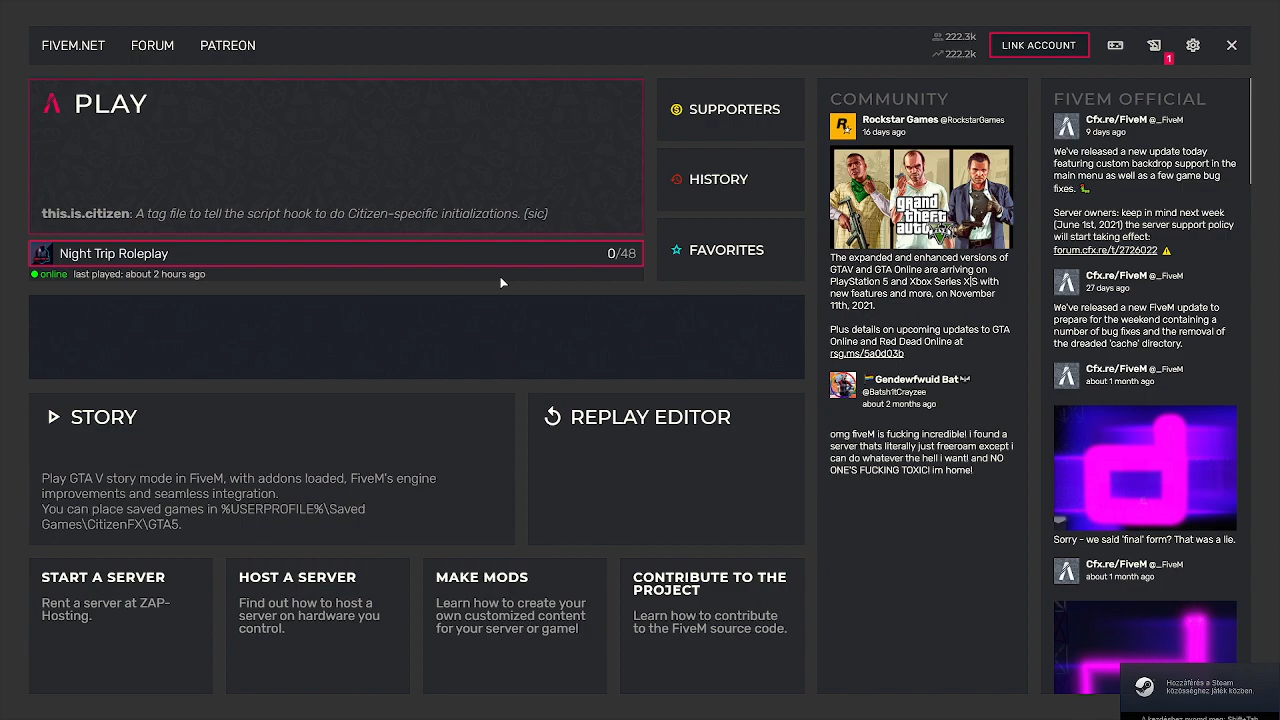 FIVEM.NET FORUM PATREON
222.3k
222.2k
LINK ACCOUNT
1
PLAY
this.is.citizen: A tag file to tell the script hook to do Citizen-specific initializations. (sic)
Night Trip Roleplay 0/48
online last played: about 2 hours ago
SUPPORTERS
HISTORY
FAVORITES
STORY
Play GTA V story mode in FiveM, with addons loaded, FiveM's engine
improvements and seamless integration.
You can place saved games in %USERPROFILE%\Saved
Games\CitizenFX\GTA5.
REPLAY EDITOR
START A SERVER
Rent a server at ZAP-
Hosting.
HOST A SERVER
Find out how to host a
server on hardware you
control.
MAKE MODS
Learn how to create your
own customized content
for your server or game!
CONTRIBUTE TO THE
PROJECT
Learn how to contribute
to the FiveM source code.
COMMUNITY
Rockstar Games @RockstarGames
16 days ago
grand
theft
auto V
The expanded and enhanced versions of
GTAV and GTA Online are arriving on
PlayStation 5 and Xbox Series X|S with
new features and more, on November
11th, 2021.
Plus details on upcoming updates to GTA
Online and Red Dead Online at
rsg.ms/5a0d03b
Gendewfwuid Bat
@Batsh1tCrayzee
about 2 months ago
omg fiveM is fucking incredible! i found a
server thats literally just freeroam except i
can do whatever the hell i want! and NO
ONE'S FUCKING TOXIC! im home!
FIVEM OFFICIAL
Cfx.re/FiveM @_FiveM
9 days ago
We've released a new update today
featuring custom backdrop support in the
main menu as well as a few game bug
fixes.
Server owners: keep in mind next week
(June 1st, 2021) the server support policy
will start taking effect:
forum.cfx.re/t/2726022
Cfx.re/FiveM @_FiveM
27 days ago
We've released a new FiveM update to
prepare for the weekend containing a
number of bug fixes and the removal of
the dreaded 'cache' directory.
Cfx.re/FiveM @_FiveM
about 1 month ago
Sorry - we said 'final' form? That was a lie.
Cfx.re/FiveM @_FiveM
about 1 month ago
Hozzáférés a Steam
közösséghez játék közben.
A kezdéshez nyomd meg: Shift+Tab